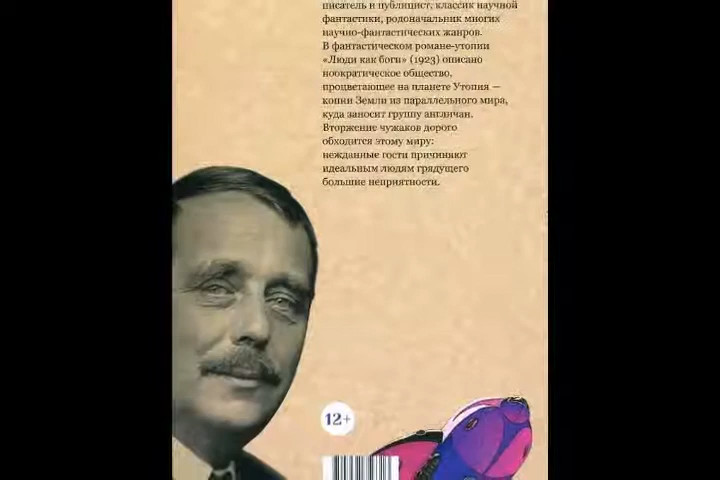 писатель и публицист, классик научной
фантастики, родоначальник многих
научно-фантастических жанров.
В фантастическом романе-утопии
«Люди как боги» (1923) описано
ноократическое общество,
процветающее на планете Утопия —
копии Земли из параллельного мира,
куда заносит группу англичан.
Вторжение чужаков дорого
обходится этому миру:
нежданные гости причиняют
идеальным людям грядущего
большие неприятности.
12+